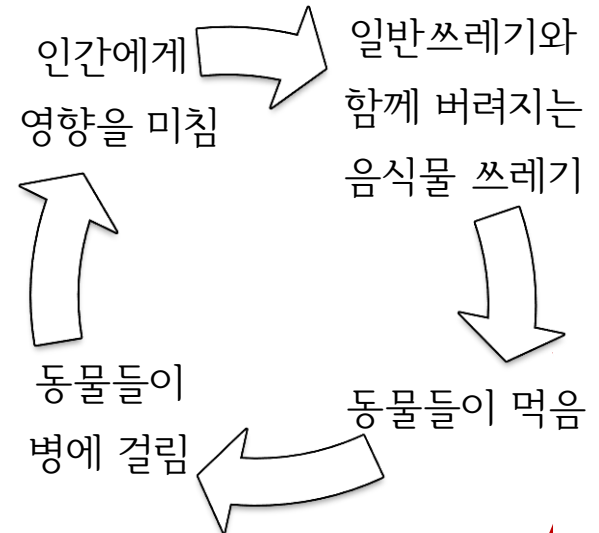 인간에게
영향을 미침
일반쓰레기와
함께 버려지는
음식물 쓰레기
동물들이 먹음
동물들이
병에 걸림